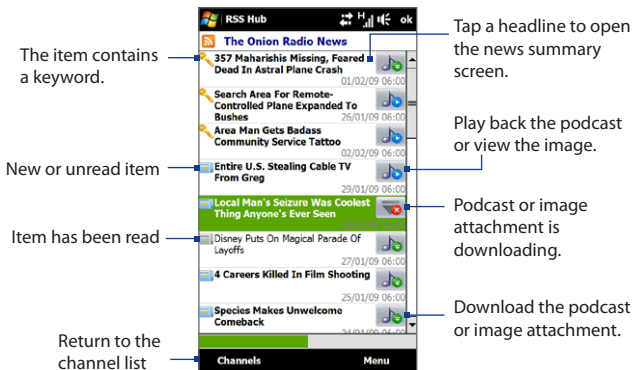 RSS Hub
H
ok
The Onion Radio News
357 Maharishis Missing, Feared
Dead In Astral Plane Crash
01/02/09 06:00
Search Area For Remote-
Controlled Plane Expanded To
Bushes
26/01/09 06:00
Area Man Gets Badass
Community Service Tattoo
02/02/09 06:00
Entire U.S. Stealing Cable TV
From Greg
29/01/09 06:00
Local Man's Seizure Was Coolest
Thing Anyone's Ever Seen
Disney Puts On Magical Parade Of
Layoffs
27/01/09 06:00
4 Careers Killed In Film Shooting
25/01/09 06:00
Species Makes Unwelcome
Comeback
24/01/09 06:00
Channels
Menu
The item contains
a keyword.
New or unread item
Item has been read
Return to the
channel list
Tap a headline to open
the news summary
screen.
Play back the podcast
or view the image.
Podcast or image
attachment is
downloading.
Download the podcast
or image attachment.